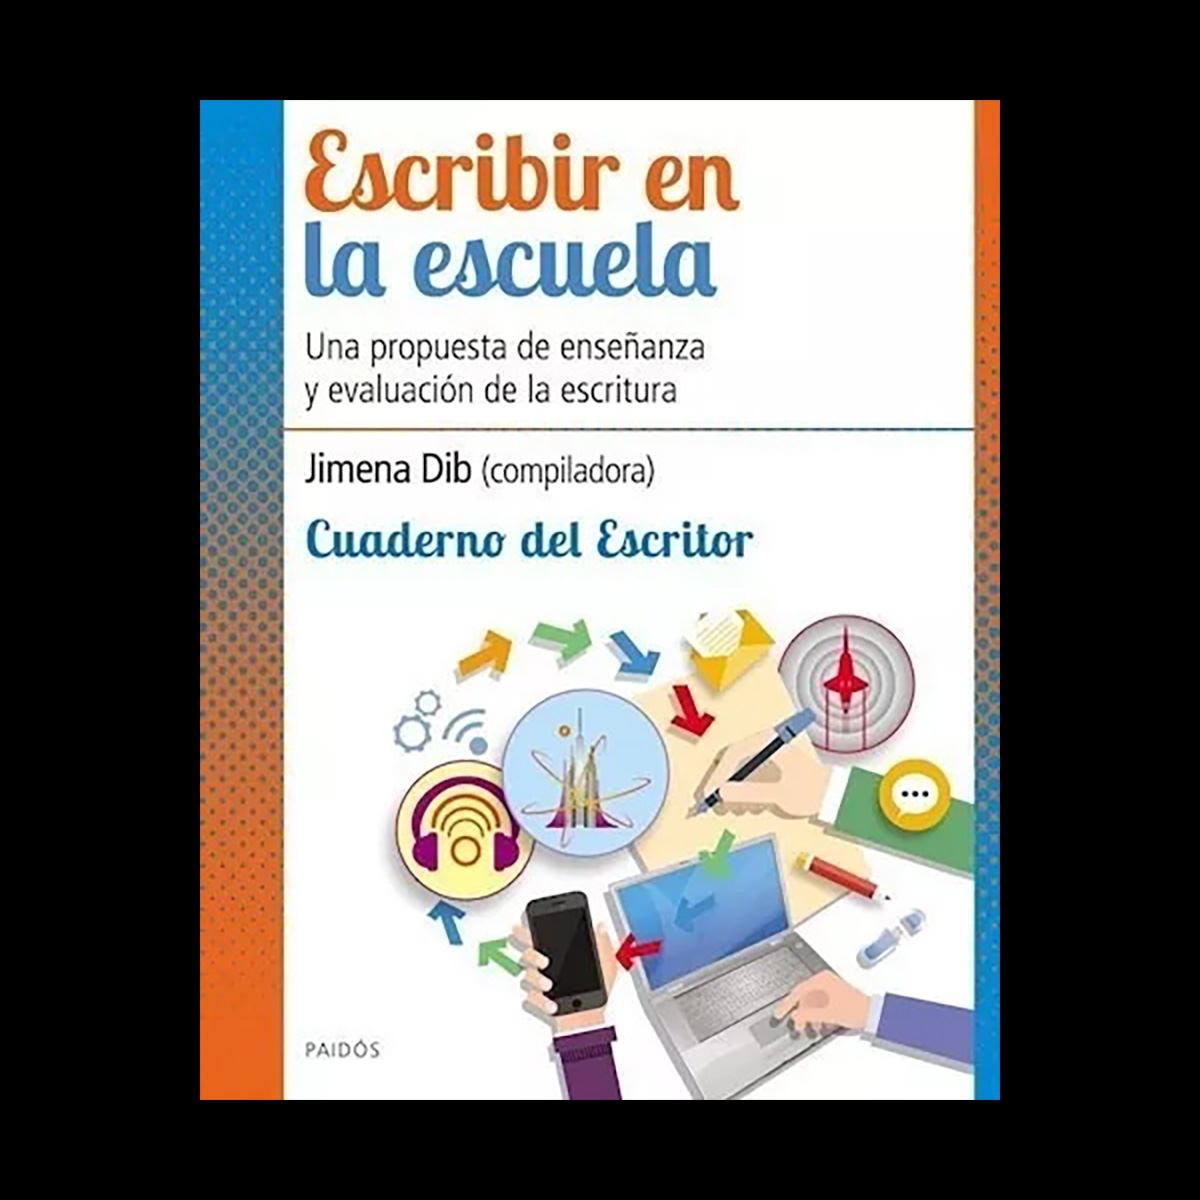 Escribir en
la escuela
Una propuesta de enseñanza
y evaluación de la escritura
Jimena Dib (compiladora)
Cuaderno del Escritor
PAIDÓS